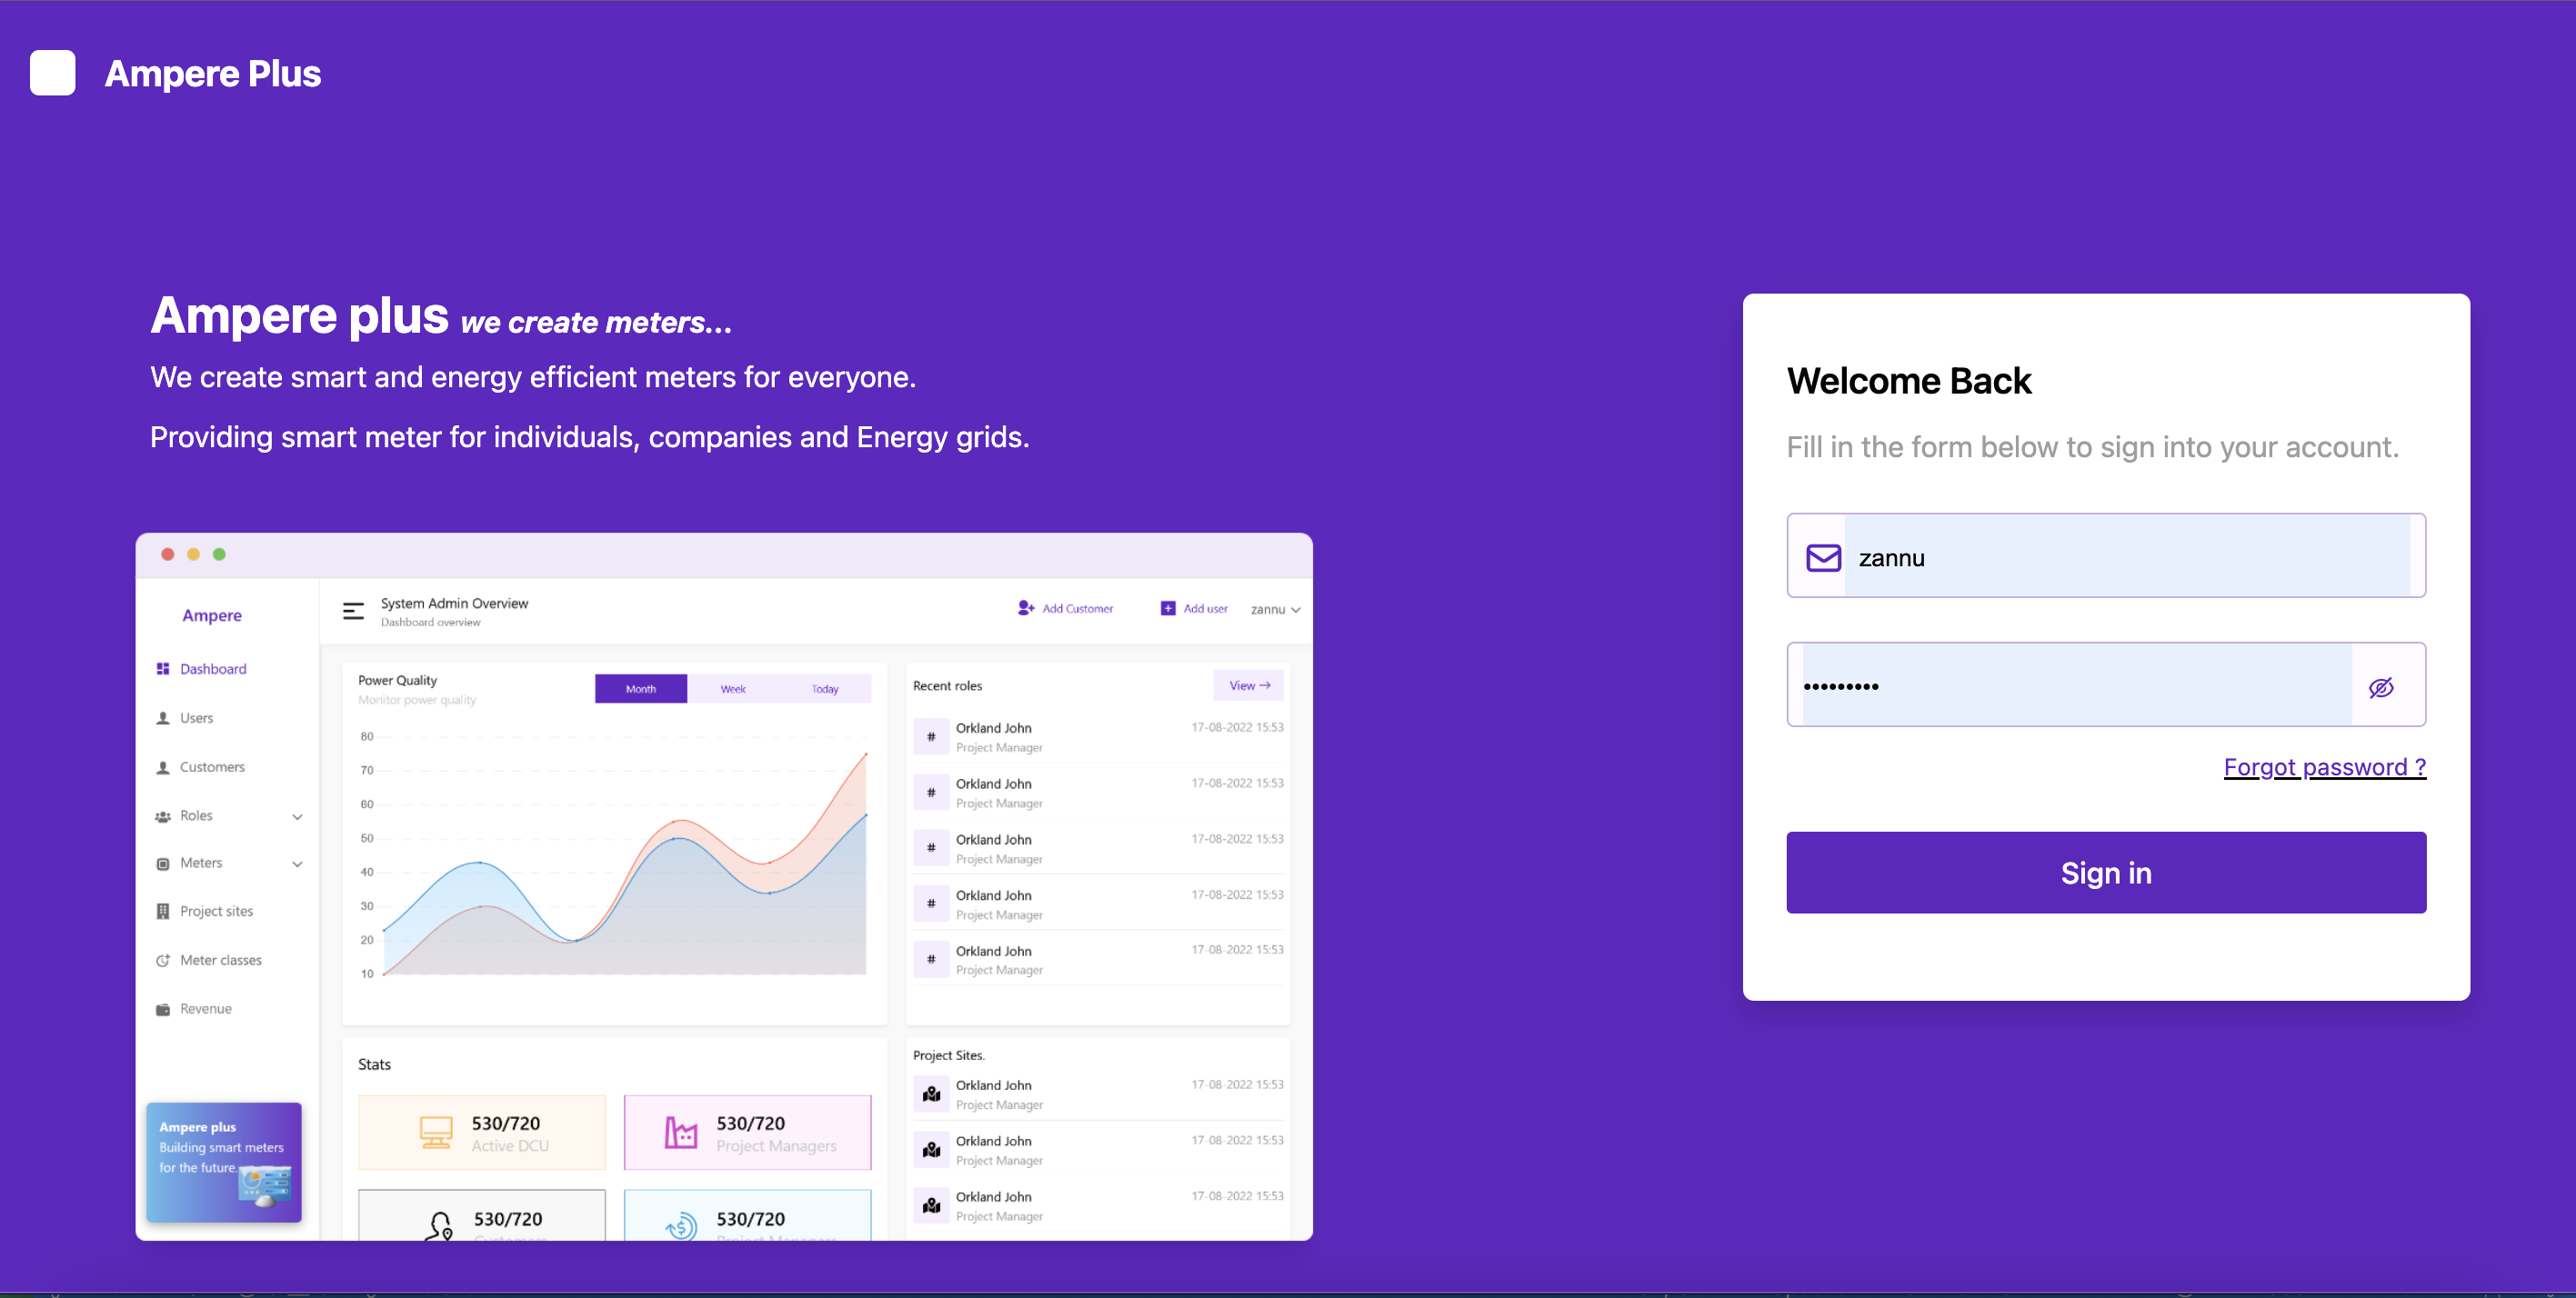 Ampere Plus
Ampere plus we create meters...
We create smart and energy efficient meters for everyone.
Providing smart meter for individuals, companies and Energy grids.
Ampere
Dashboard
Users
Customers
Roles
Meters
Project sites
Meter classes
Revenue
Ampere plus
Building smart meters
for the future.
System Admin Overview
Dashboard overview
Add Customer
Add user
zannu
Power Quality
Monitor power quality
Month
Week
Today
80
70
60
50
40
30
20
10
Recent roles
View →
# Orkland John 17-08-2022 15:53
Project Manager
# Orkland John 17-08-2022 15:53
Project Manager
# Orkland John 17-08-2022 15:53
Project Manager
# Orkland John 17-08-2022 15:53
Project Manager
# Orkland John 17-08-2022 15:53
Project Manager
Stats
530/720
Active DCU
530/720
Project Managers
530/720
Customers
530/720
Project Managers
Project Sites.
Orkland John 17-08-2022 15:53
Project Manager
Orkland John 17-08-2022 15:53
Project Manager
Orkland John 17-08-2022 15:53
Project Manager
Welcome Back
Fill in the form below to sign into your account.
zannu
•••••••••
Forgot password ?
Sign in